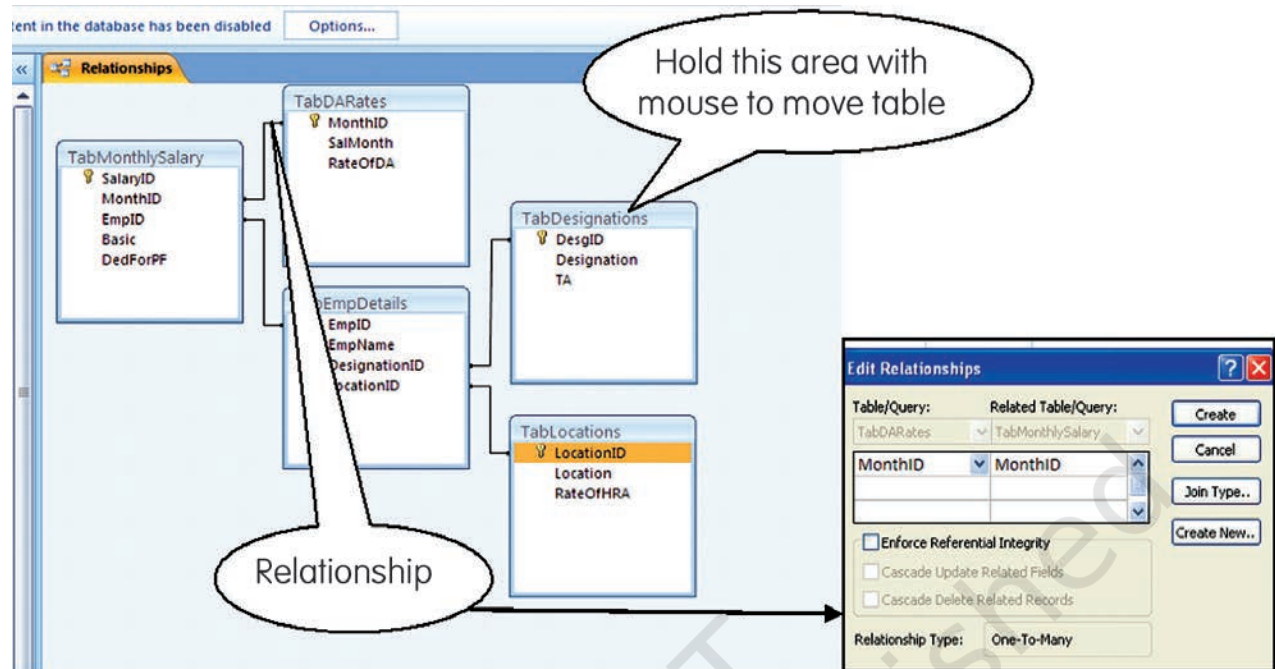 in the database has been disabled Options...
« Relationships
Hold this area with
mouse to move table
TabDARates
MonthID
SalMonth
RateOfDA
TabMonthlySalary
SalaryID
MonthID
EmpID
Basic
DedForPF
TabDesignations
DesgID
Designation
TA
EmpDetails
EmpID
EmpName
DesignationID
LocationID
TabLocations
LocationID
Location
RateOfHRA
Relationship
Edit Relationships
Table/Query: Related Table/Query:
TabDARates TabMonthlySalary
MonthID MonthID
Create
Cancel
Join Type..
Create New..
Enforce Referential Integrity
Cascade Update Related Fields
Cascade Delete Related Records
Relationship Type: One-To-Many